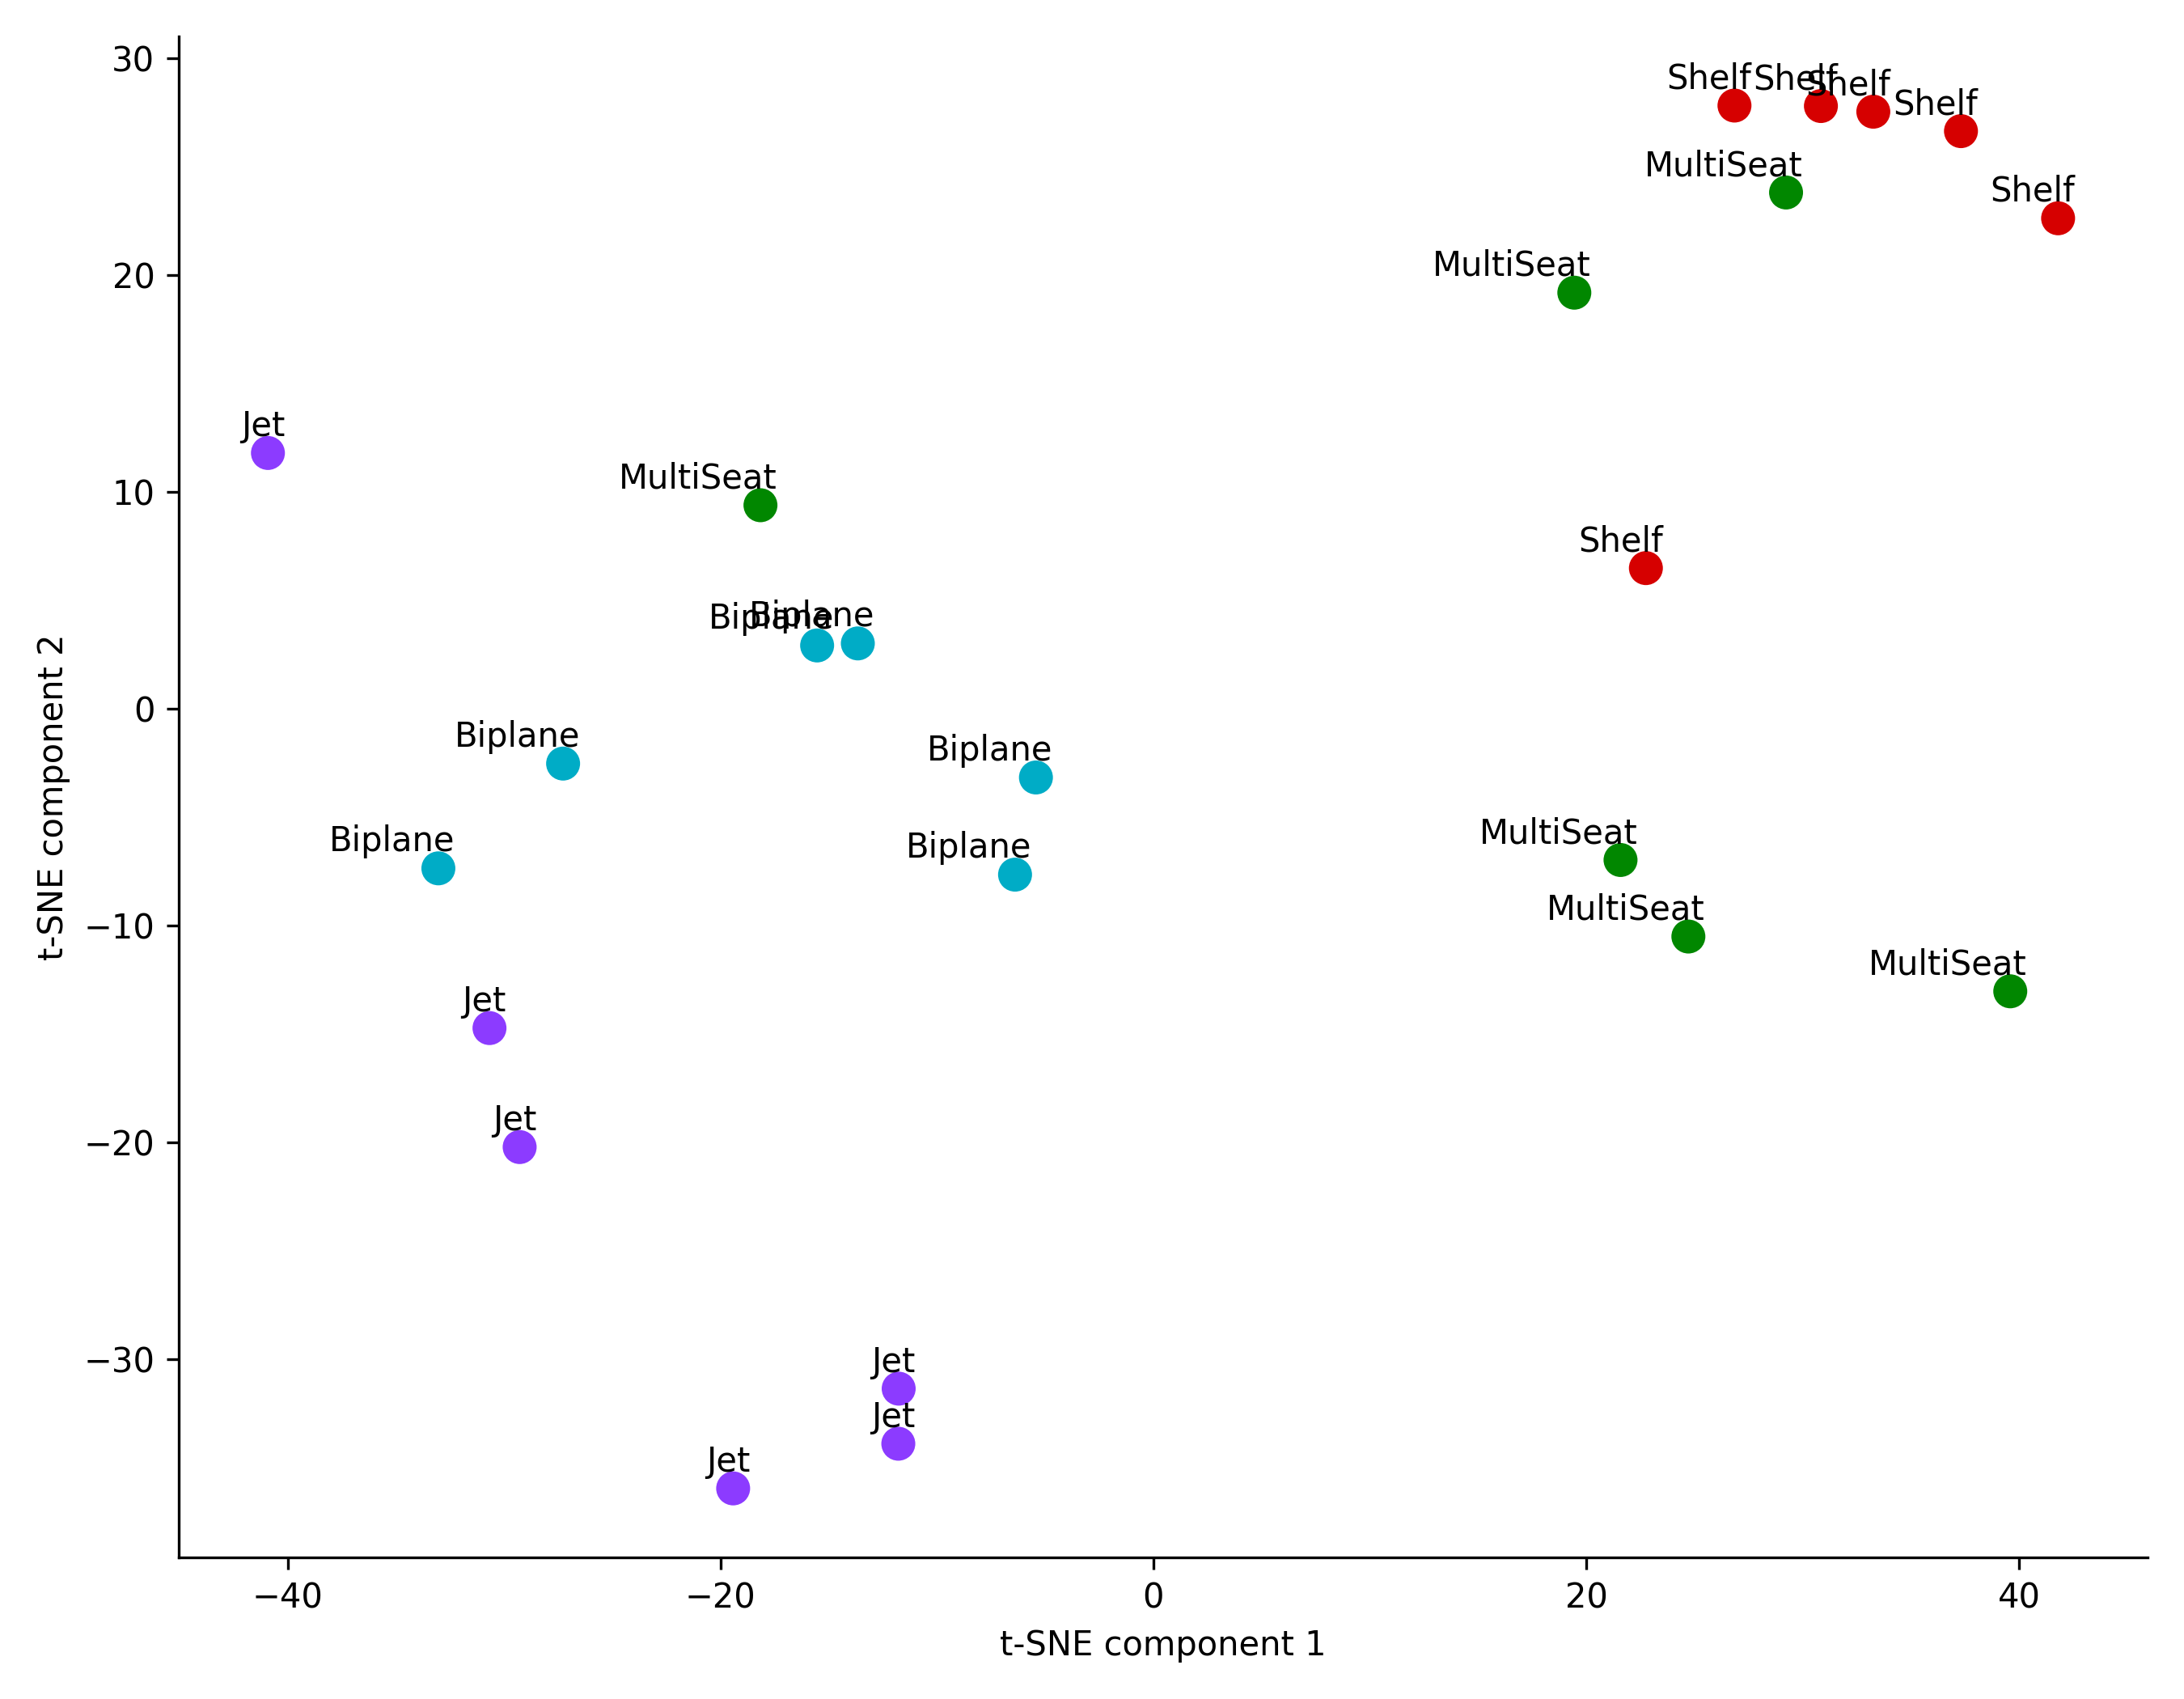 30
Shelf
Shelf
Shelf
Shelf
MultiSeat
Shelf
20
MultiSeat
Jet
MultiSeat
10
Shelf
Biplane
Biplane
0
Biplane
Biplane
Biplane
Biplane
MultiSeat
MultiSeat
−10
MultiSeat
Jet
−20
Jet
−30
Jet
Jet
Jet
−40
−20
0
20
40
t-SNE component 1
t-SNE component 2